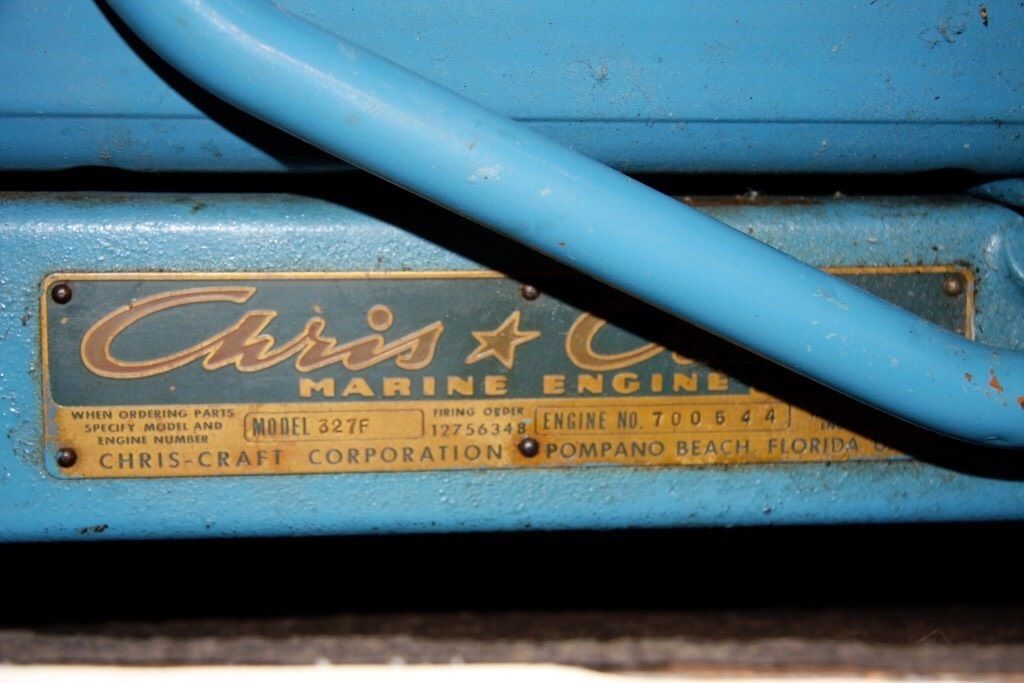 Chris ★ C
MARINE ENGINE
WHEN ORDERING PARTS
SPECIFY MODEL AND
ENGINE NUMBER
MODEL 327F
FIRING ORDER
12756348
ENGINE NO. 700544
CHRIS-CRAFT CORPORATION
POMPANO BEACH, FLORIDA